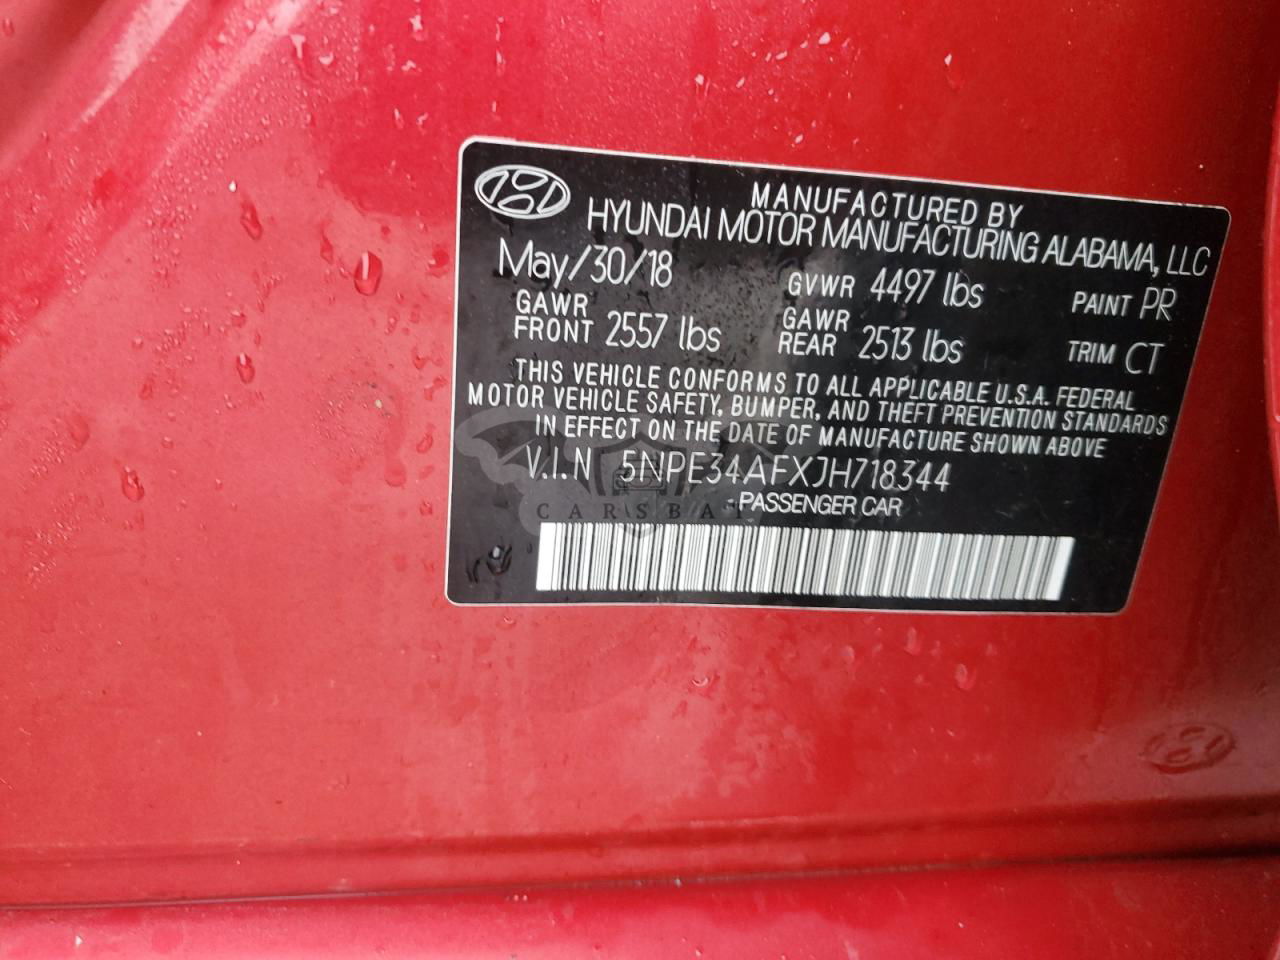 MANUFACTURED BY
HYUNDAI MOTOR MANUFACTURING ALABAMA, LLC
May/30/18 GVWR 4497 lbs PAINT PR
GAWR FRONT 2557 lbs GAWR REAR 2513 lbs TRIM CT
THIS VEHICLE CONFORMS TO ALL APPLICABLE U.S.A. FEDERAL
MOTOR VEHICLE SAFETY, BUMPER, AND THEFT PREVENTION STANDARDS
IN EFFECT ON THE DATE OF MANUFACTURE SHOWN ABOVE
V.I.N 5NPE34AFXJH718344
PASSENGER CAR
CARSBAT